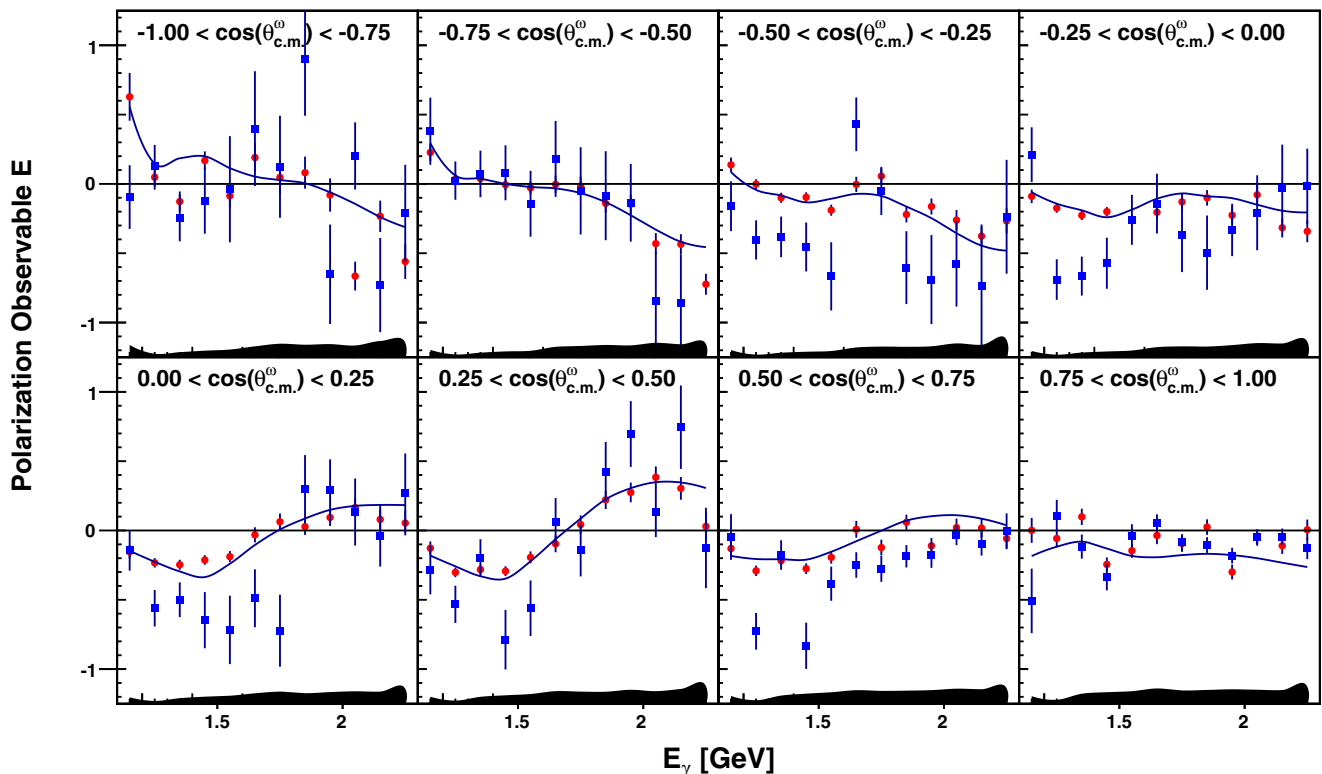 Polarization Observable E
-1.00 < cos(θ^ω_c.m.) < -0.75
-0.75 < cos(θ^ω_c.m.) < -0.50
-0.50 < cos(θ^ω_c.m.) < -0.25
-0.25 < cos(θ^ω_c.m.) < 0.00
1
0
-1
0.00 < cos(θ^ω_c.m.) < 0.25
0.25 < cos(θ^ω_c.m.) < 0.50
0.50 < cos(θ^ω_c.m.) < 0.75
0.75 < cos(θ^ω_c.m.) < 1.00
1
0
-1
1.5 2 1.5 2 1.5 2 1.5 2
E_γ [GeV]